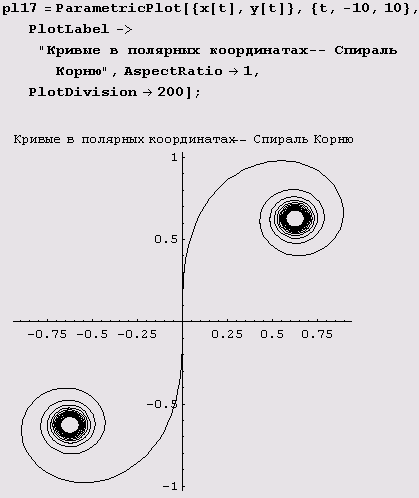 pl17 = ParametricPlot[{x[t], y[t]}, {t, -10, 10},
PlotLabel ->
"Кривые в полярных координатах-- Спираль
Корню", AspectRatio → 1,
PlotDivision → 200];
Кривые в полярных координатах-- Спираль Корню
1
0.5
-0.75 -0.5 -0.25 0.25 0.5 0.75
-0.5
-1